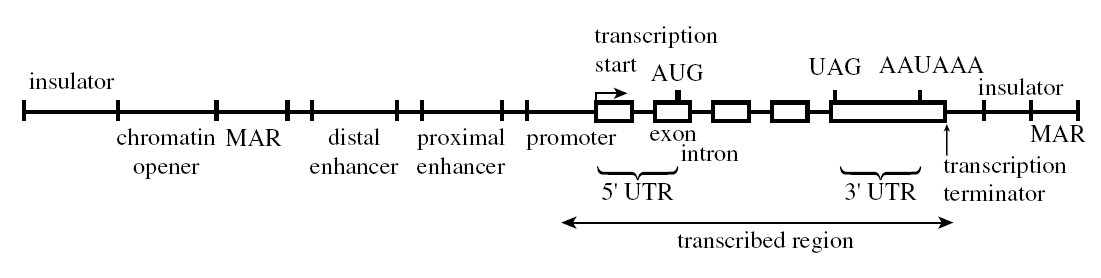 transcription
start
AUG
UAG
AAUAAA
insulator
insulator
chromatin
opener
MAR
distal
enhancer
proximal
enhancer
promoter
exon
intron
MAR
transcription
terminator
5' UTR
3' UTR
transcribed region